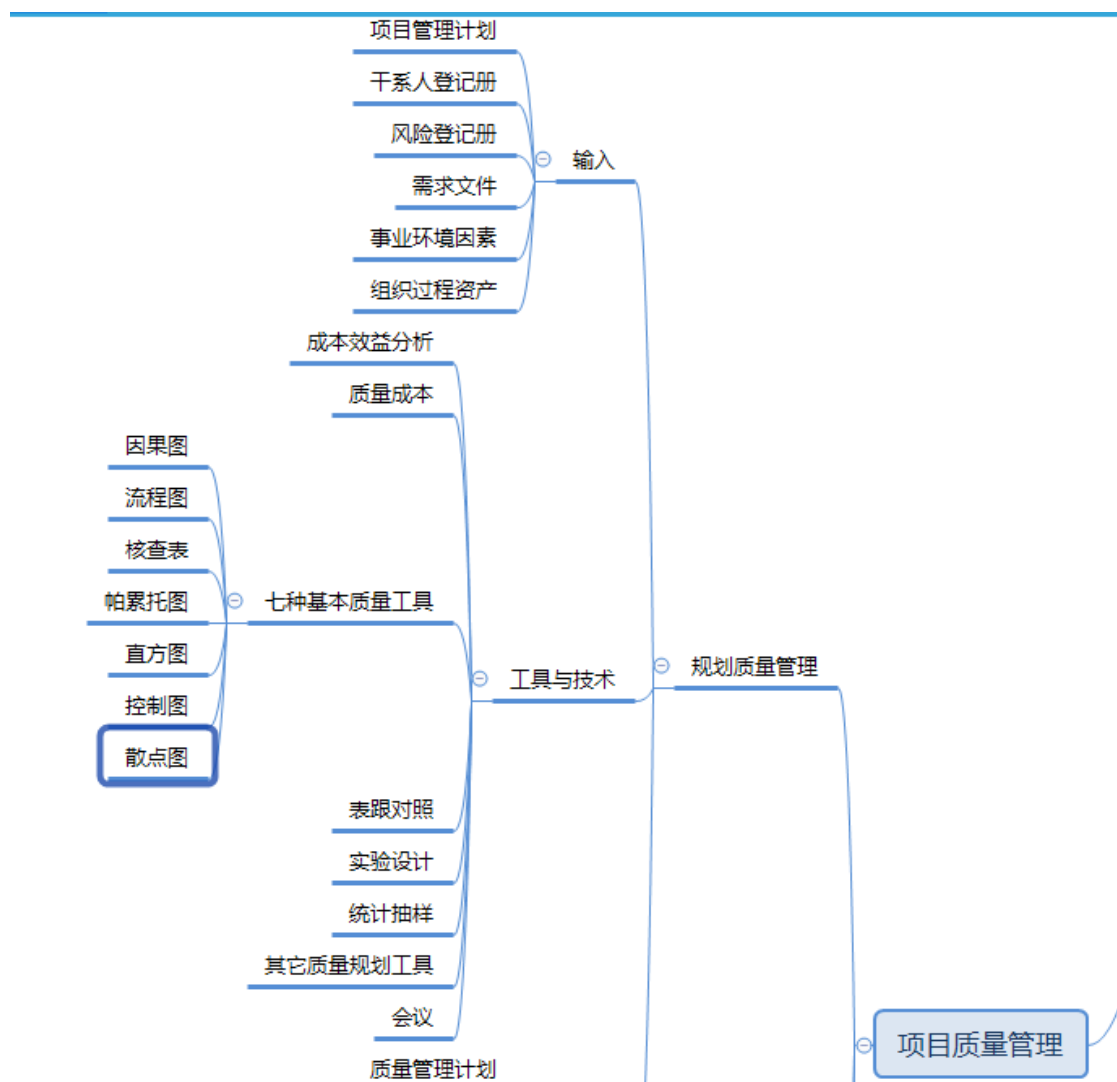 项目管理计划
干系人登记册
风险登记册
需求文件
事业环境因素
组织过程资产
输入
成本效益分析
质量成本
因果图
流程图
核查表
帕累托图
直方图
控制图
散点图
七种基本质量工具
表跟对照
实验设计
统计抽样
其它质量规划工具
会议
工具与技术
质量管理计划
规划质量管理
项目质量管理